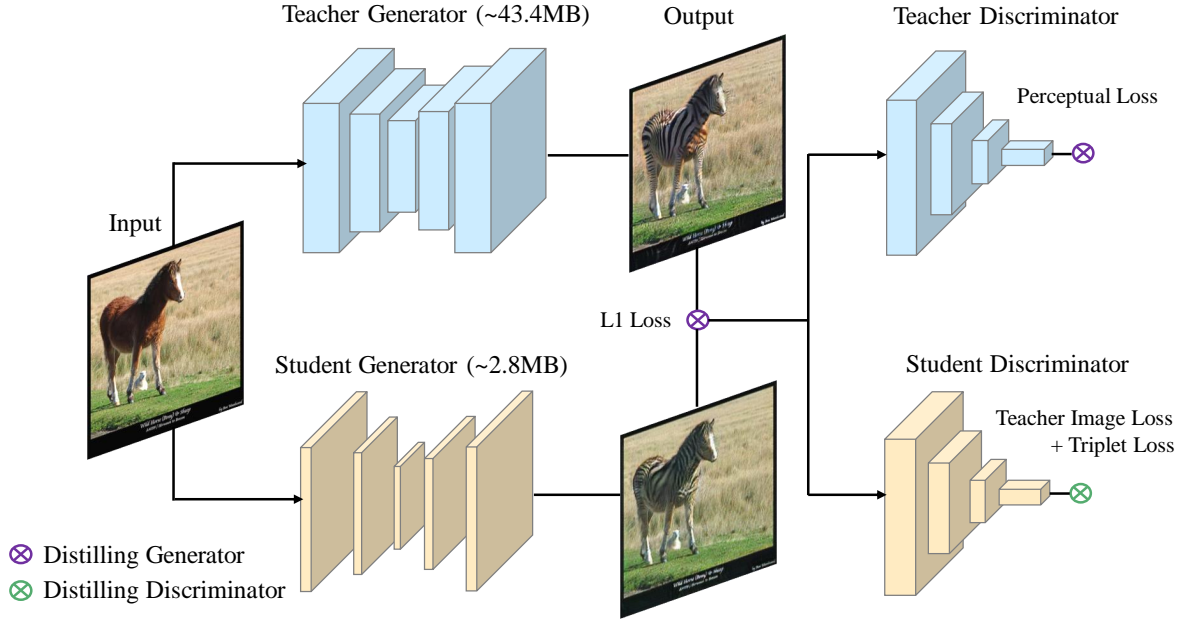 Teacher Generator (~43.4MB)
Output
Teacher Discriminator
Perceptual Loss
Input
L1 Loss
Student Generator (~2.8MB)
Student Discriminator
Teacher Image Loss
+ Triplet Loss
Distilling Generator
Distilling Discriminator